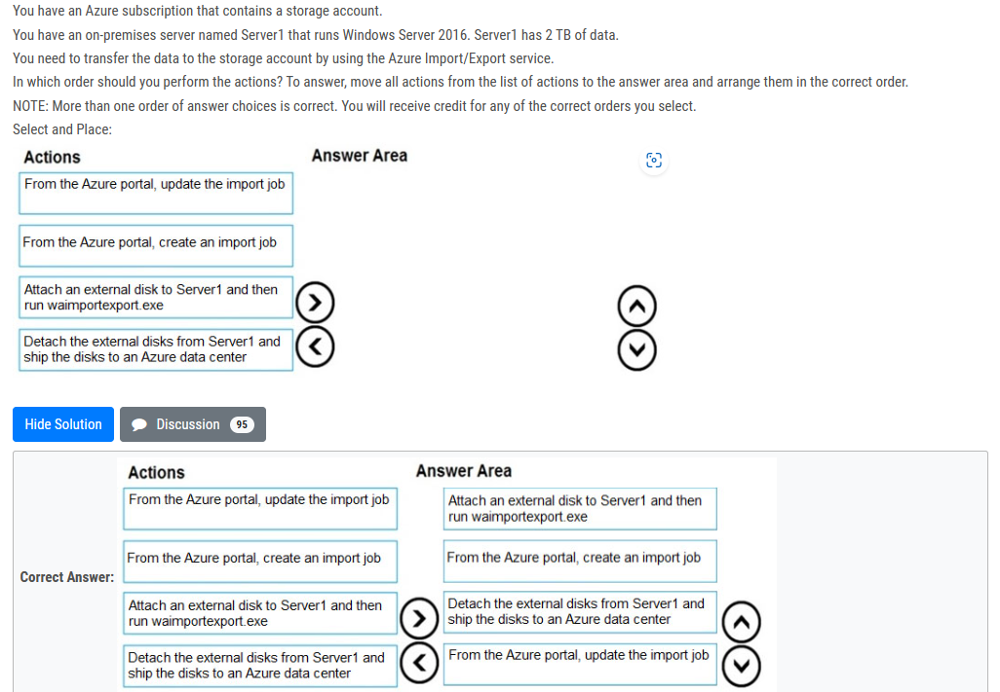 You have an Azure subscription that contains a storage account.
You have an on-premises server named Server1 that runs Windows Server 2016. Server1 has 2 TB of data.
You need to transfer the data to the storage account by using the Azure Import/Export service.
In which order should you perform the actions? To answer, move all actions from the list of actions to the answer area and arrange them in the correct order.
NOTE: More than one order of answer choices is correct. You will receive credit for any of the correct orders you select.
Select and Place:
Actions
Answer Area
From the Azure portal, update the import job
From the Azure portal, create an import job
Attach an external disk to Server1 and then
run waimportexport.exe
Detach the external disks from Server1 and
ship the disks to an Azure data center
Hide Solution
Discussion 95
Correct Answer:
Actions
From the Azure portal, update the import job
From the Azure portal, create an import job
Attach an external disk to Server1 and then
run waimportexport.exe
Detach the external disks from Server1 and
ship the disks to an Azure data center
Answer Area
Attach an external disk to Server1 and then
run waimportexport.exe
From the Azure portal, create an import job
Detach the external disks from Server1 and
ship the disks to an Azure data center
From the Azure portal, update the import job